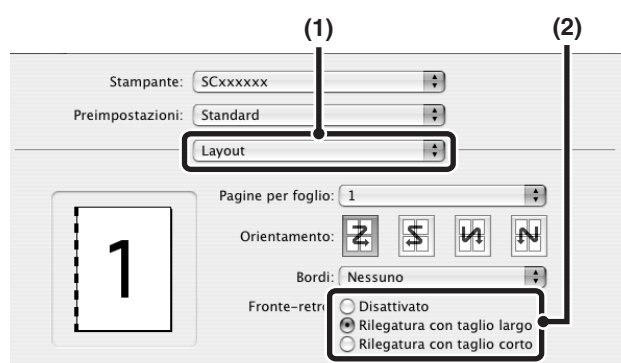 (1) (2)
Stampante: SCxxxxxx
Preimpostazioni: Standard
Layout
Pagine per foglio: 1
Orientamento:
Bordi: Nessuno
Fronte-retro Disattivato
Rilegatura con taglio largo
Rilegatura con taglio corto
1